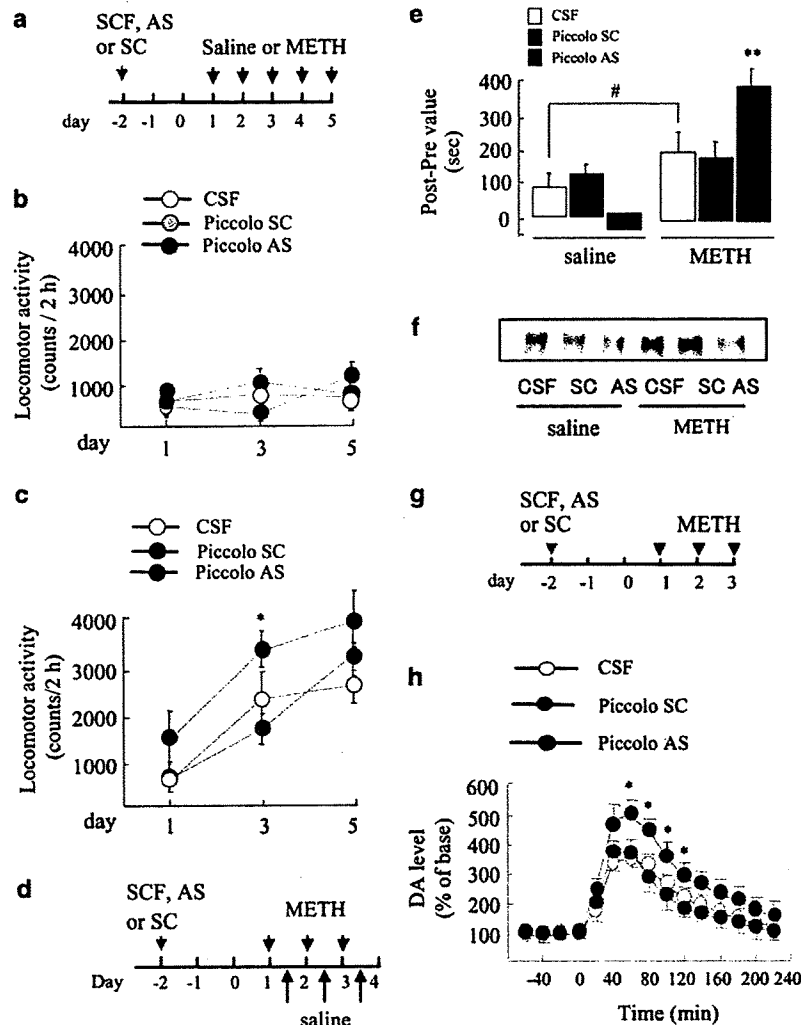 a
SCF, AS
or SC
Saline or METH
day -2 -1 0 1 2 3 4 5
b
CSF
Piccolo SC
Piccolo AS
Locomotor activity
(counts / 2 h)
4000
3000
2000
1000
day 1 3 5
c
CSF
Piccolo SC
Piccolo AS
Locomotor activity
(counts/2 h)
4000
3000
2000
1000
*
day 1 3 5
d
SCF, AS
or SC
METH
Day -2 -1 0 1 2 3 4
saline
e
CSF
Piccolo SC
Piccolo AS
Post-Pre value
(sec)
400
300
200
100
0
#
**
saline METH
f
CSF SC AS CSF SC AS
saline METH
g
SCF, AS
or SC
METH
day -2 -1 0 1 2 3
h
CSF
Piccolo SC
Piccolo AS
DA level
(% of base)
600
500
400
300
200
100
* * * *
-40 0 40 80 120 160 200 240
Time (min)